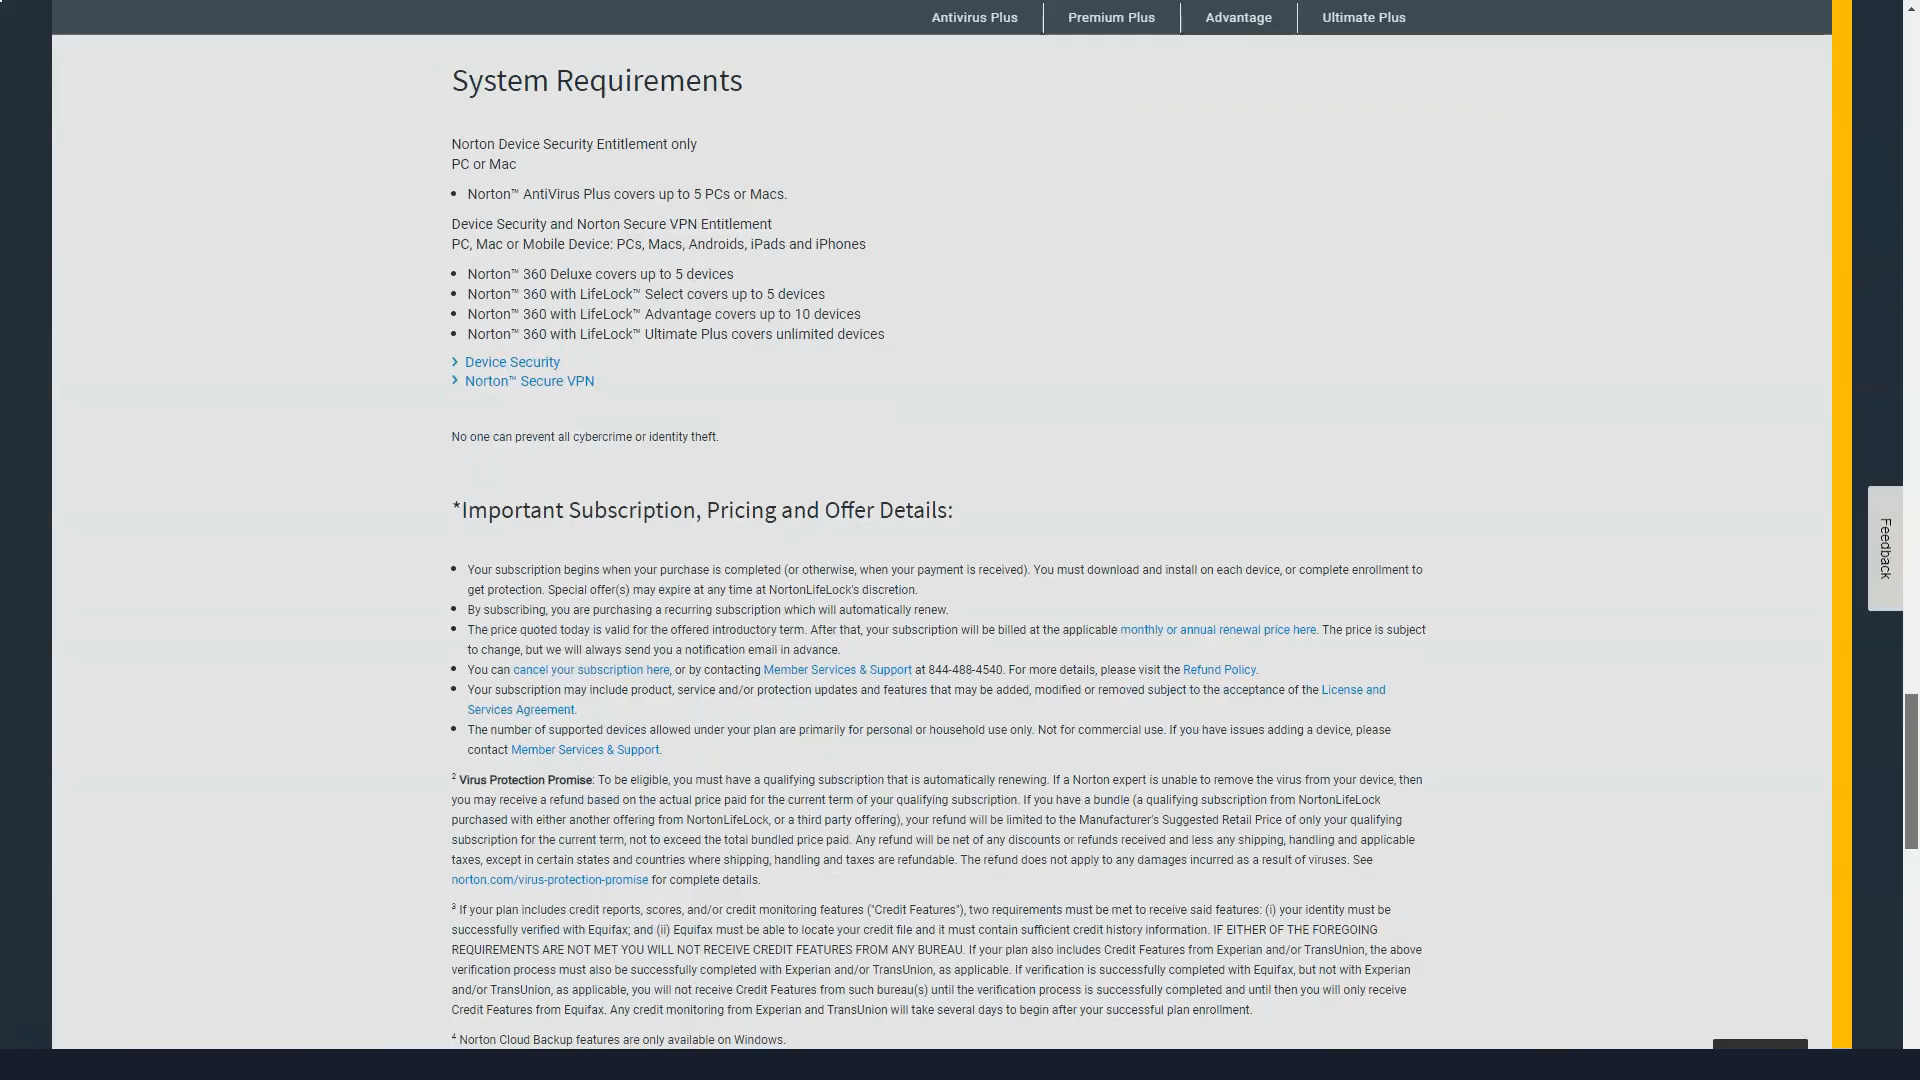 Antivirus Plus
Premium Plus
Advantage
Ultimate Plus
System Requirements
Norton Device Security Entitlement only
PC or Mac
• Norton™ AntiVirus Plus covers up to 5 PCs or Macs.
Device Security and Norton Secure VPN Entitlement
PC, Mac or Mobile Device: PCs, Macs, Androids, iPads and iPhones
• Norton™ 360 Deluxe covers up to 5 devices
• Norton™ 360 with LifeLock™ Select covers up to 5 devices
• Norton™ 360 with LifeLock™ Advantage covers up to 10 devices
• Norton™ 360 with LifeLock™ Ultimate Plus covers unlimited devices
› Device Security
› Norton™ Secure VPN
No one can prevent all cybercrime or identity theft.
*Important Subscription, Pricing and Offer Details:
• Your subscription begins when your purchase is completed (or otherwise, when your payment is received). You must download and install on each device, or complete enrollment to
get protection. Special offer(s) may expire at any time at NortonLifeLock's discretion.
• By subscribing, you are purchasing a recurring subscription which will automatically renew.
• The price quoted today is valid for the offered introductory term. After that, your subscription will be billed at the applicable monthly or annual renewal price here. The price is subject
to change, but we will always send you a notification email in advance.
• You can cancel your subscription here, or by contacting Member Services & Support at 844-488-4540. For more details, please visit the Refund Policy.
• Your subscription may include product, service and/or protection updates and features that may be added, modified or removed subject to the acceptance of the License and
Services Agreement.
• The number of supported devices allowed under your plan are primarily for personal or household use only. Not for commercial use. If you have issues adding a device, please
contact Member Services & Support.
² Virus Protection Promise: To be eligible, you must have a qualifying subscription that is automatically renewing. If a Norton expert is unable to remove the virus from your device, then
you may receive a refund based on the actual price paid for the current term of your qualifying subscription. If you have a bundle (a qualifying subscription from NortonLifeLock
purchased with either another offering from NortonLifeLock, or a third party offering), your refund will be limited to the Manufacturer's Suggested Retail Price of only your qualifying
subscription for the current term, not to exceed the total bundled price paid. Any refund will be net of any discounts or refunds received and less any shipping, handling and applicable
taxes, except in certain states and countries where shipping, handling and taxes are refundable. The refund does not apply to any damages incurred as a result of viruses. See
norton.com/virus-protection-promise for complete details.
³ If your plan includes credit reports, scores, and/or credit monitoring features ("Credit Features"), two requirements must be met to receive said features: (i) your identity must be
successfully verified with Equifax; and (ii) Equifax must be able to locate your credit file and it must contain sufficient credit history information. IF EITHER OF THE FOREGOING
REQUIREMENTS ARE NOT MET YOU WILL NOT RECEIVE CREDIT FEATURES FROM ANY BUREAU. If your plan also includes Credit Features from Experian and/or TransUnion, the above
verification process must also be successfully completed with Experian and/or TransUnion, as applicable. If verification is successfully completed with Equifax, but not with Experian
and/or TransUnion, as applicable, you will not receive Credit Features from such bureau(s) until the verification process is successfully completed and until then you will only receive
Credit Features from Equifax. Any credit monitoring from Experian and TransUnion will take several days to begin after your successful plan enrollment.
⁴ Norton Cloud Backup features are only available on Windows.
Feedback